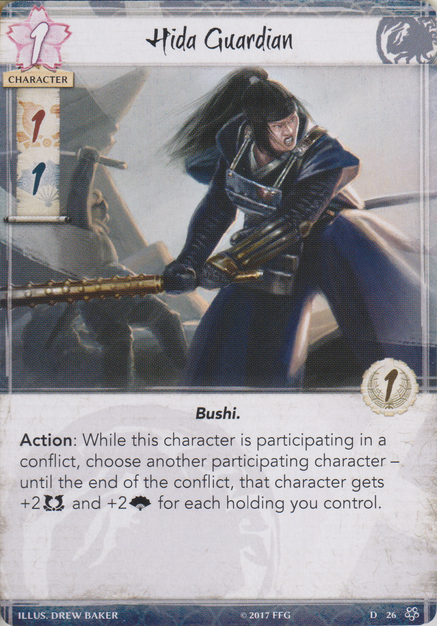 1
Hida Guardian
CHARACTER
1
1
1
Bushi.
Action: While this character is participating in a
conflict, choose another participating character –
until the end of the conflict, that character gets
+2 and +2 for each holding you control.
ILLUS. DREW BAKER
© 2017 FFG
D 26